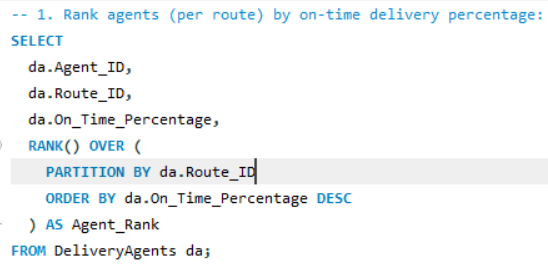 -- 1. Rank agents (per route) by on-time delivery percentage:
SELECT
da.Agent_ID,
da.Route_ID,
da.On_Time_Percentage,
RANK() OVER (
PARTITION BY da.Route_ID
ORDER BY da.On_Time_Percentage DESC
) AS Agent_Rank
FROM DeliveryAgents da;